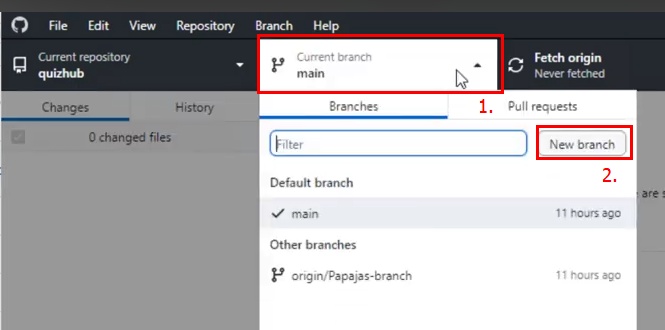 File Edit View Repository Branch Help
Current repository
quizhub
Current branch
main
Fetch origin
Never fetched
1.
Changes History
Branches Pull requests
0 changed files
Filter New branch
2.
Default branch
are s
main 11 hours ago
Other branches
origin/Papajas-branch 11 hours ago